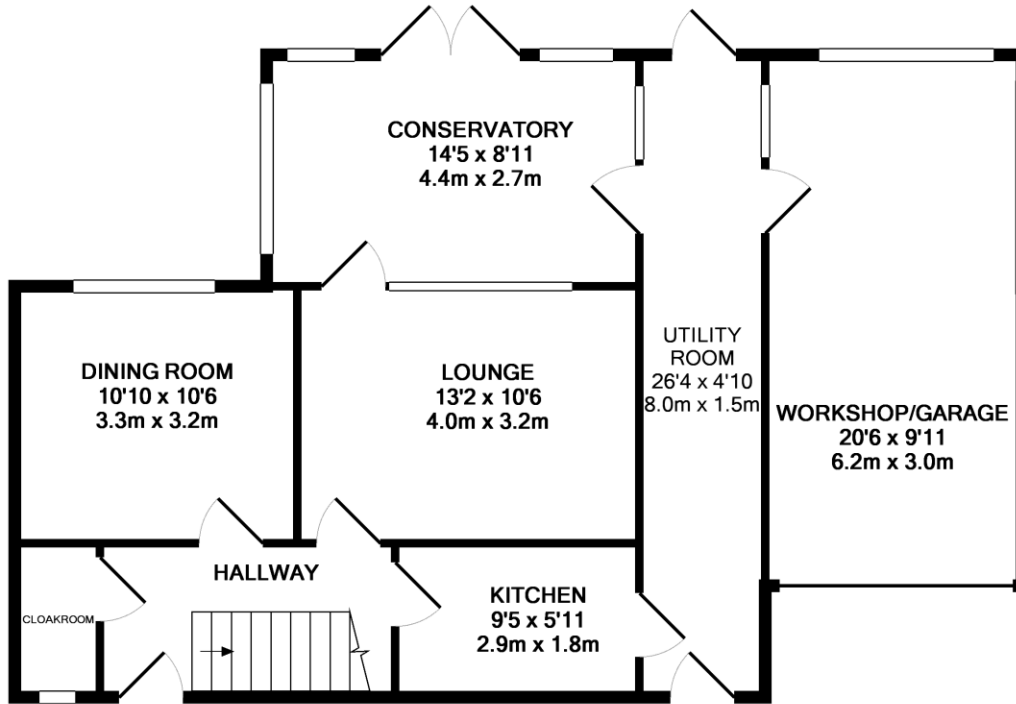 CONSERVATORY
14'5 x 8'11
4.4m x 2.7m
DINING ROOM
10'10 x 10'6
3.3m x 3.2m
LOUNGE
13'2 x 10'6
4.0m x 3.2m
UTILITY
ROOM
26'4 x 4'10
8.0m x 1.5m
WORKSHOP/GARAGE
20'6 x 9'11
6.2m x 3.0m
HALLWAY
CLOAKROOM
KITCHEN
9'5 x 5'11
2.9m x 1.8m